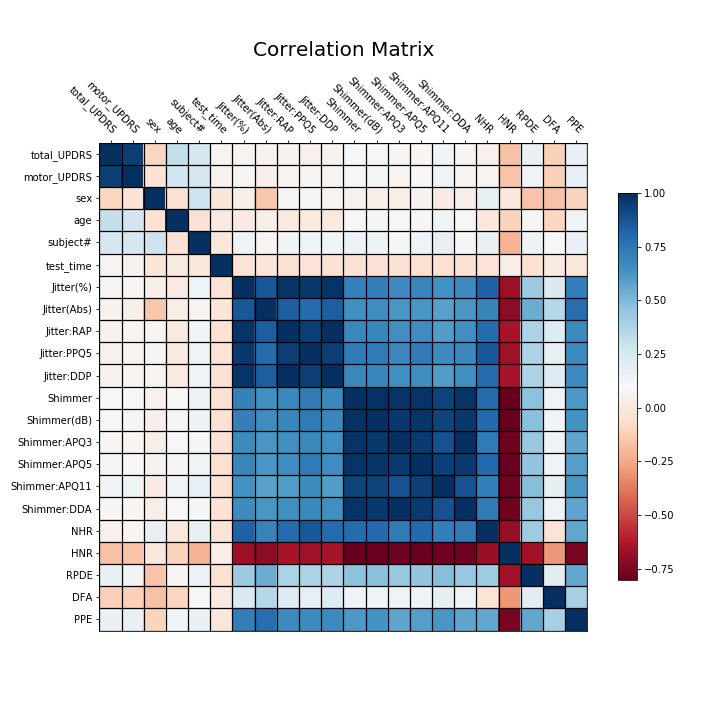 Correlation Matrix
total_UPDRS
motor_UPDRS
sex
age
subject#
test_time
Jitter(%)
Jitter(Abs)
Jitter:RAP
Jitter:PPQ5
Jitter:DDP
Shimmer
Shimmer(dB)
Shimmer:APQ3
Shimmer:APQ5
Shimmer:APQ11
Shimmer:DDA
NHR
HNR
RPDE
DFA
PPE
total_UPDRS
motor_UPDRS
sex
age
subject#
test_time
Jitter(%)
Jitter(Abs)
Jitter:RAP
Jitter:PPQ5
Jitter:DDP
Shimmer
Shimmer(dB)
Shimmer:APQ3
Shimmer:APQ5
Shimmer:APQ11
Shimmer:DDA
NHR
HNR
RPDE
DFA
PPE
1.00
0.75
0.50
0.25
0.00
−0.25
−0.50
−0.75